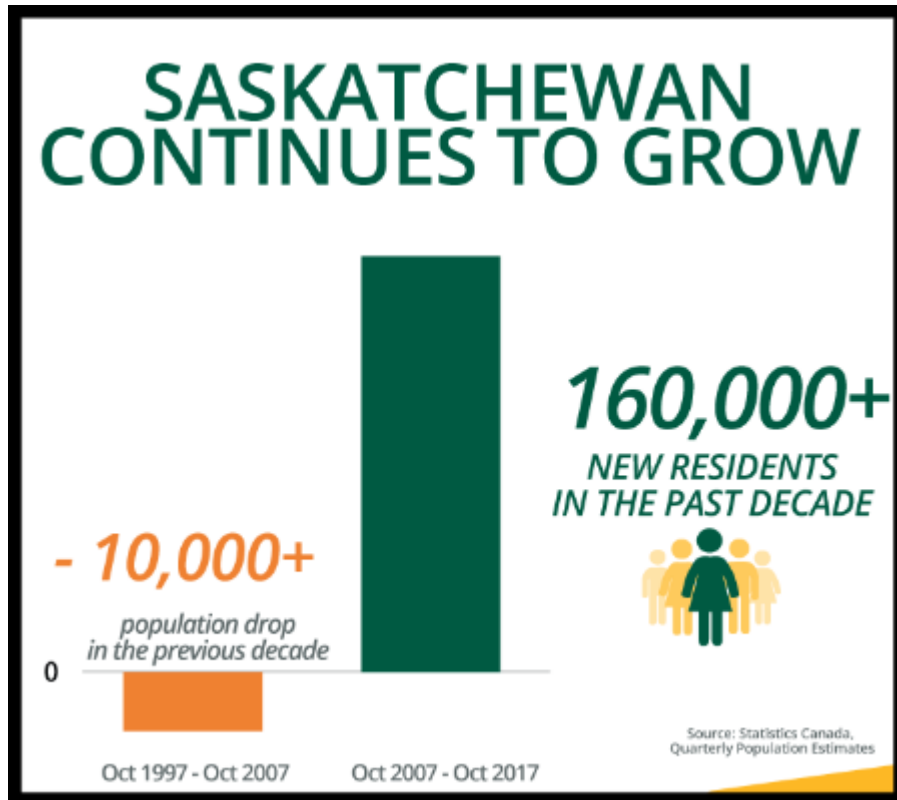 SASKATCHEWAN
CONTINUES TO GROW
160,000+
NEW RESIDENTS
IN THE PAST DECADE
- 10,000+
population drop
in the previous decade
0
Source: Statistics Canada,
Quarterly Population Estimates
Oct 1997 - Oct 2007
Oct 2007 - Oct 2017